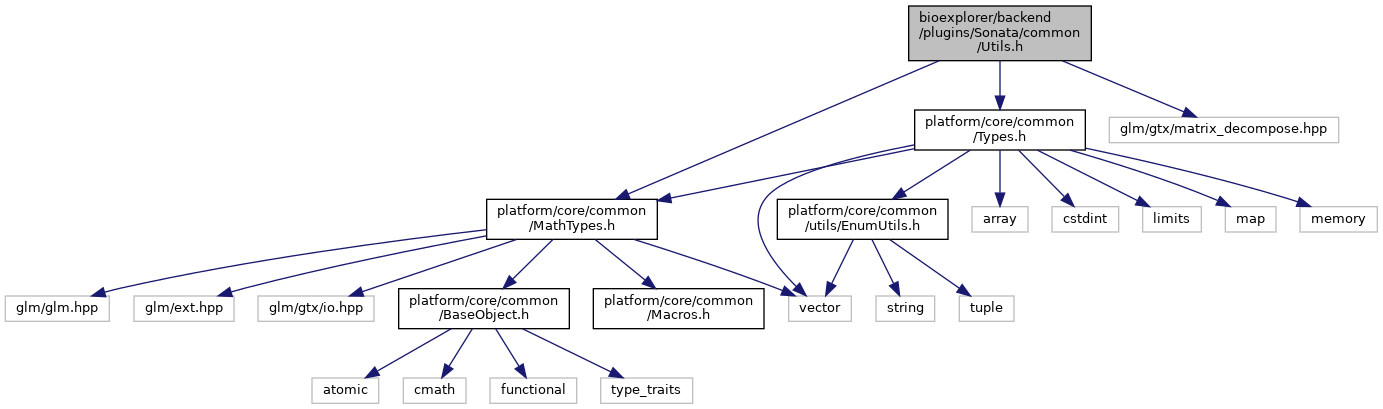 bioexplorer/backend
/plugins/Sonata/common
/Utils.h
platform/core/common
/Types.h
glm/gtx/matrix_decompose.hpp
platform/core/common
/MathTypes.h
platform/core/common
/utils/EnumUtils.h
array
cstdint
limits
map
memory
glm/glm.hpp
glm/ext.hpp
glm/gtx/io.hpp
platform/core/common
/BaseObject.h
platform/core/common
/Macros.h
vector
string
tuple
atomic
cmath
functional
type_traits